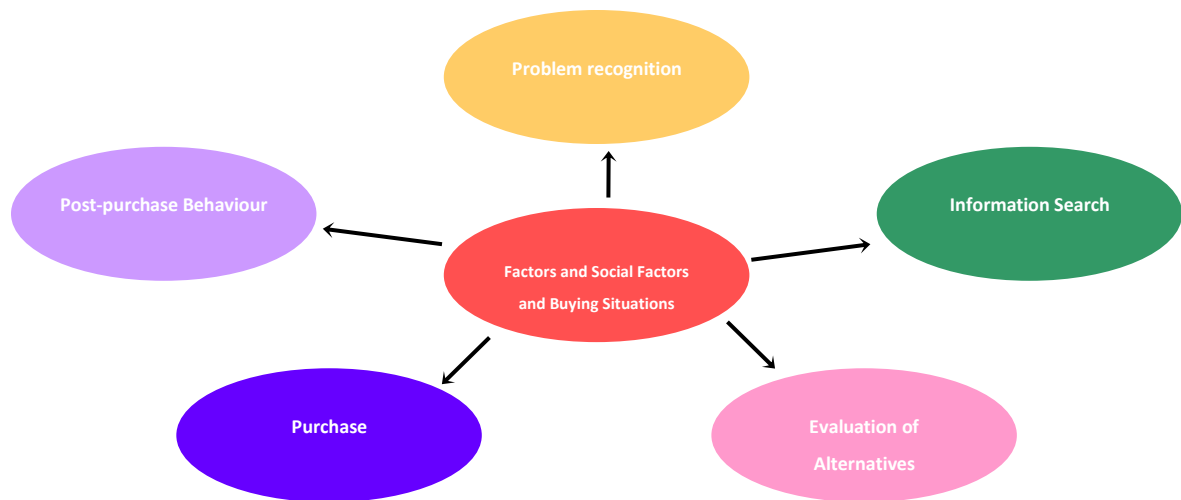 Problem recognition
Post-purchase Behaviour
Information Search
Factors and Social Factors
and Buying Situations
Purchase
Evaluation of
Alternatives